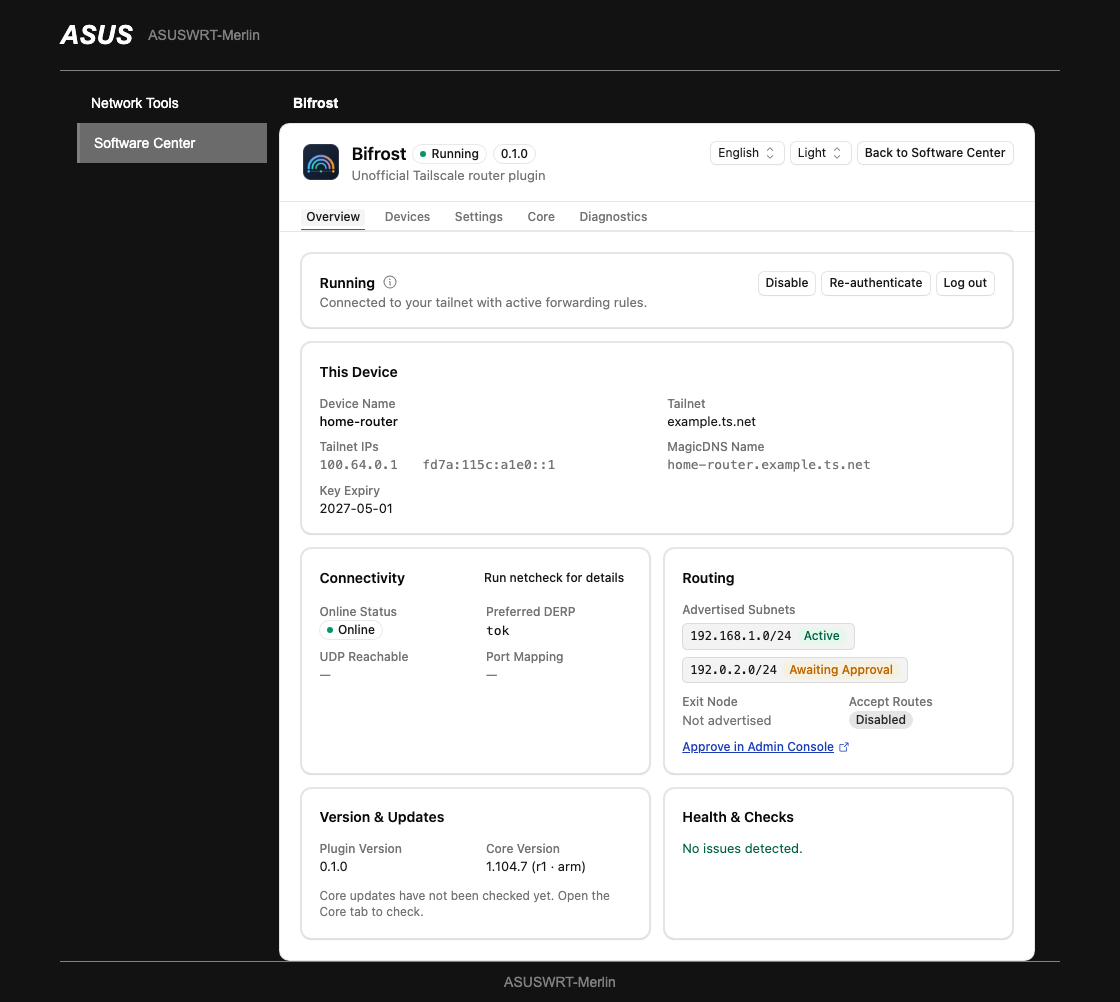 ASUS ASUSWRT-Merlin
Network Tools
Software Center
Bifrost
Bifrost Running 0.1.0
Unofficial Tailscale router plugin
English Light Back to Software Center
Overview Devices Settings Core Diagnostics
Running
Connected to your tailnet with active forwarding rules.
Disable Re-authenticate Log out
This Device
Device Name
home-router
Tailnet
example.ts.net
Tailnet IPs
100.64.0.1 fd7a:115c:a1e0::1
MagicDNS Name
home-router.example.ts.net
Key Expiry
2027-05-01
Connectivity
Run netcheck for details
Online Status
Online
Preferred DERP
tok
UDP Reachable
—
Port Mapping
—
Routing
Advertised Subnets
192.168.1.0/24 Active
192.0.2.0/24 Awaiting Approval
Exit Node
Not advertised
Accept Routes
Disabled
Approve in Admin Console
Version & Updates
Plugin Version
0.1.0
Core Version
1.104.7 (r1 · arm)
Core updates have not been checked yet. Open the
Core tab to check.
Health & Checks
No issues detected.
ASUSWRT-Merlin